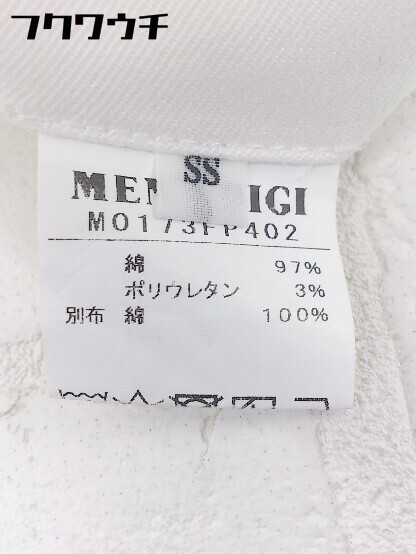 フクワウチ
SS
MEN IGI
M0173FP402
綿 97%
ポリウレタン 3%
別布 綿 100%